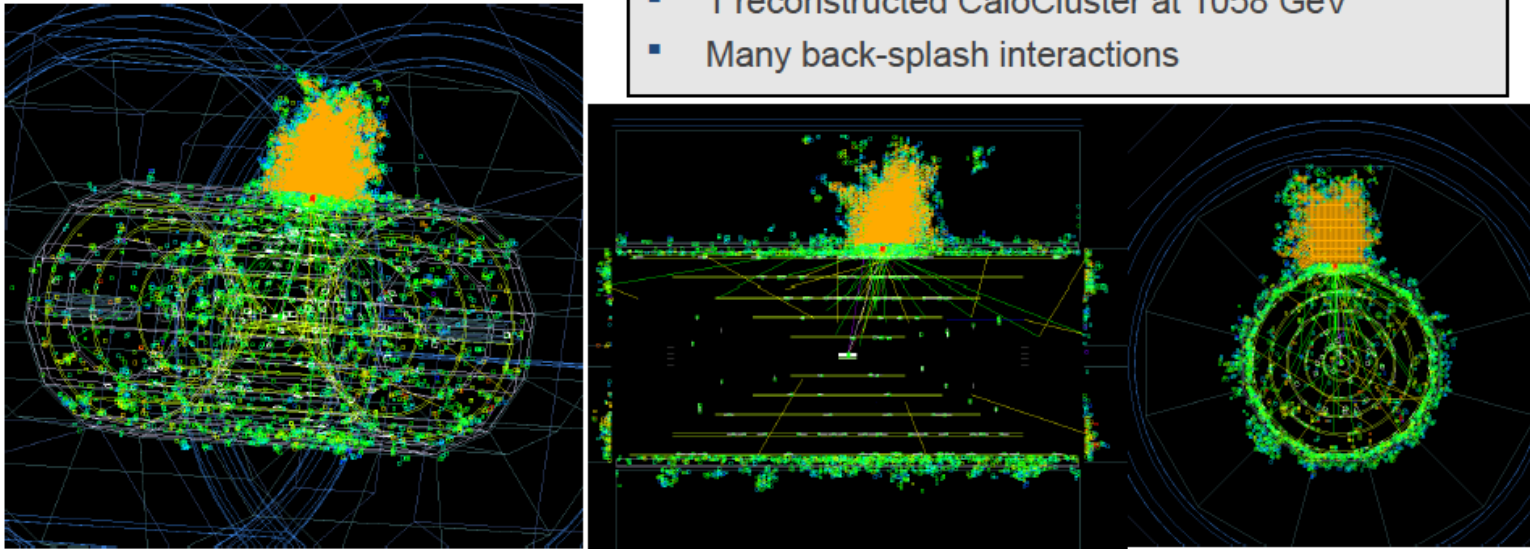 1 reconstructed CaloCluster at 1058 GeV
Many back-splash interactions